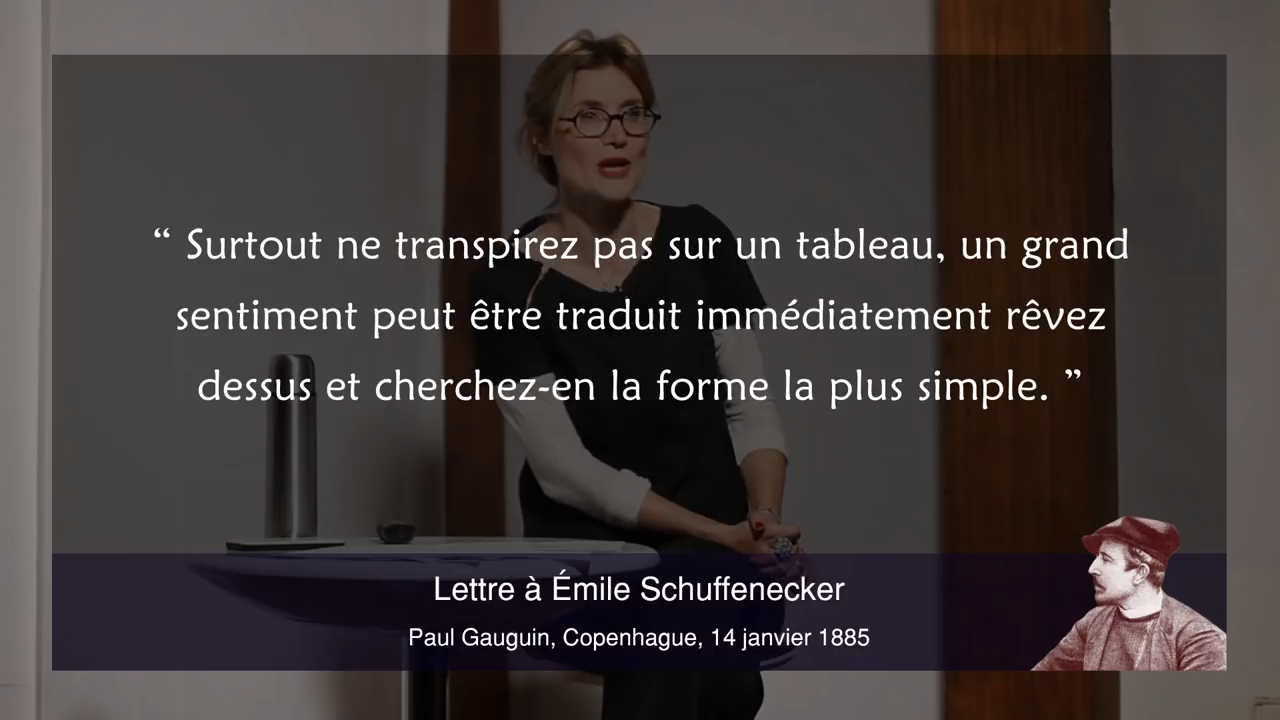 “ Surtout ne transpirez pas sur un tableau, un grand
sentiment peut être traduit immédiatement rêvez
dessus et cherchez-en la forme la plus simple. ”
Lettre à Émile Schuffenecker
Paul Gauguin, Copenhague, 14 janvier 1885